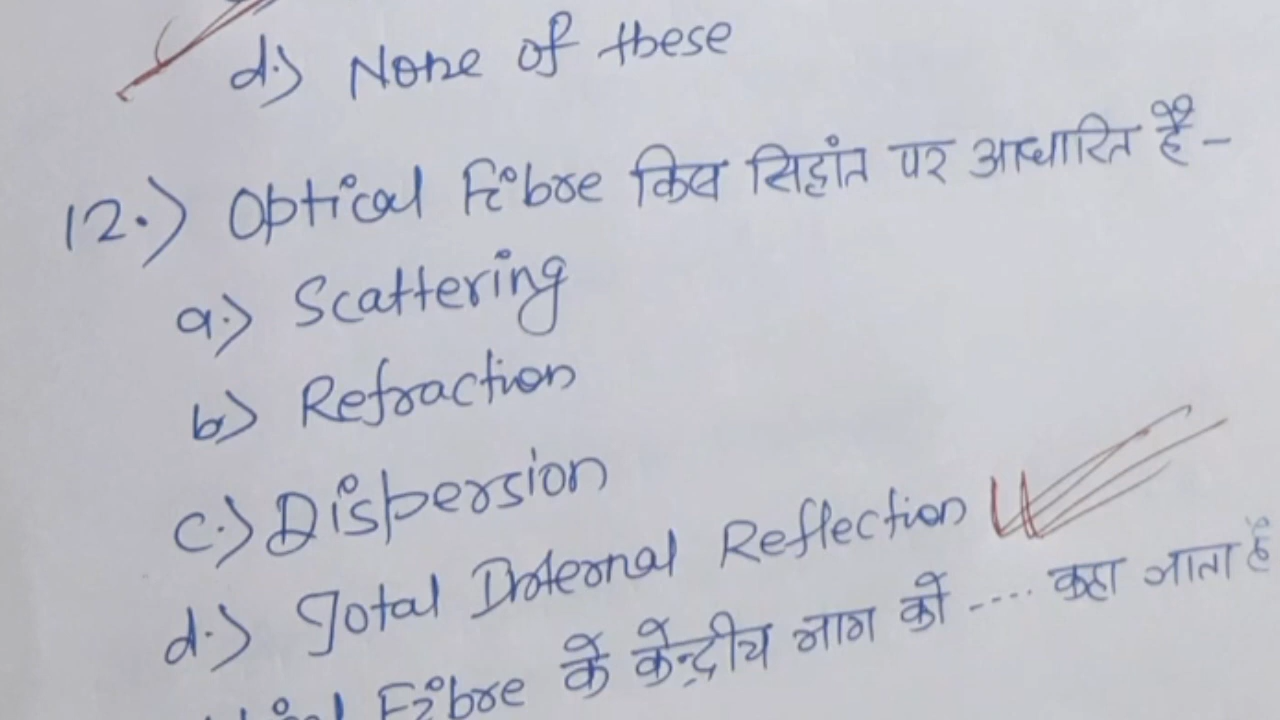 d.) None of these
12.) Optical Fibre किस सिद्धांत पर आधारित है -
a.) Scattering
b) Refraction
c.) Dispersion
d.) Total Internal Reflection
Fibre के केन्द्रीय भाग को .... कहा जाता है